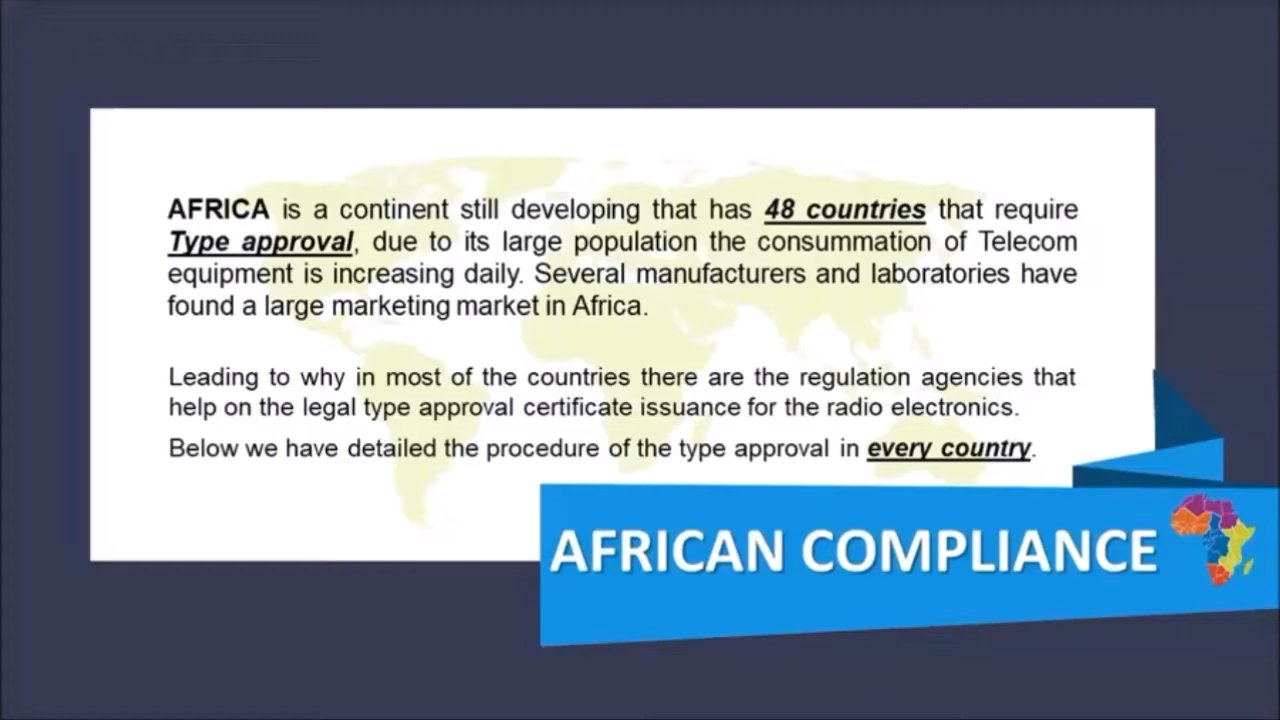 AFRICA is a continent still developing that has 48 countries that require
Type approval, due to its large population the consummation of Telecom
equipment is increasing daily. Several manufacturers and laboratories have
found a large marketing market in Africa.
Leading to why in most of the countries there are the regulation agencies that
help on the legal type approval certificate issuance for the radio electronics.
Below we have detailed the procedure of the type approval in every country.
AFRICAN COMPLIANCE